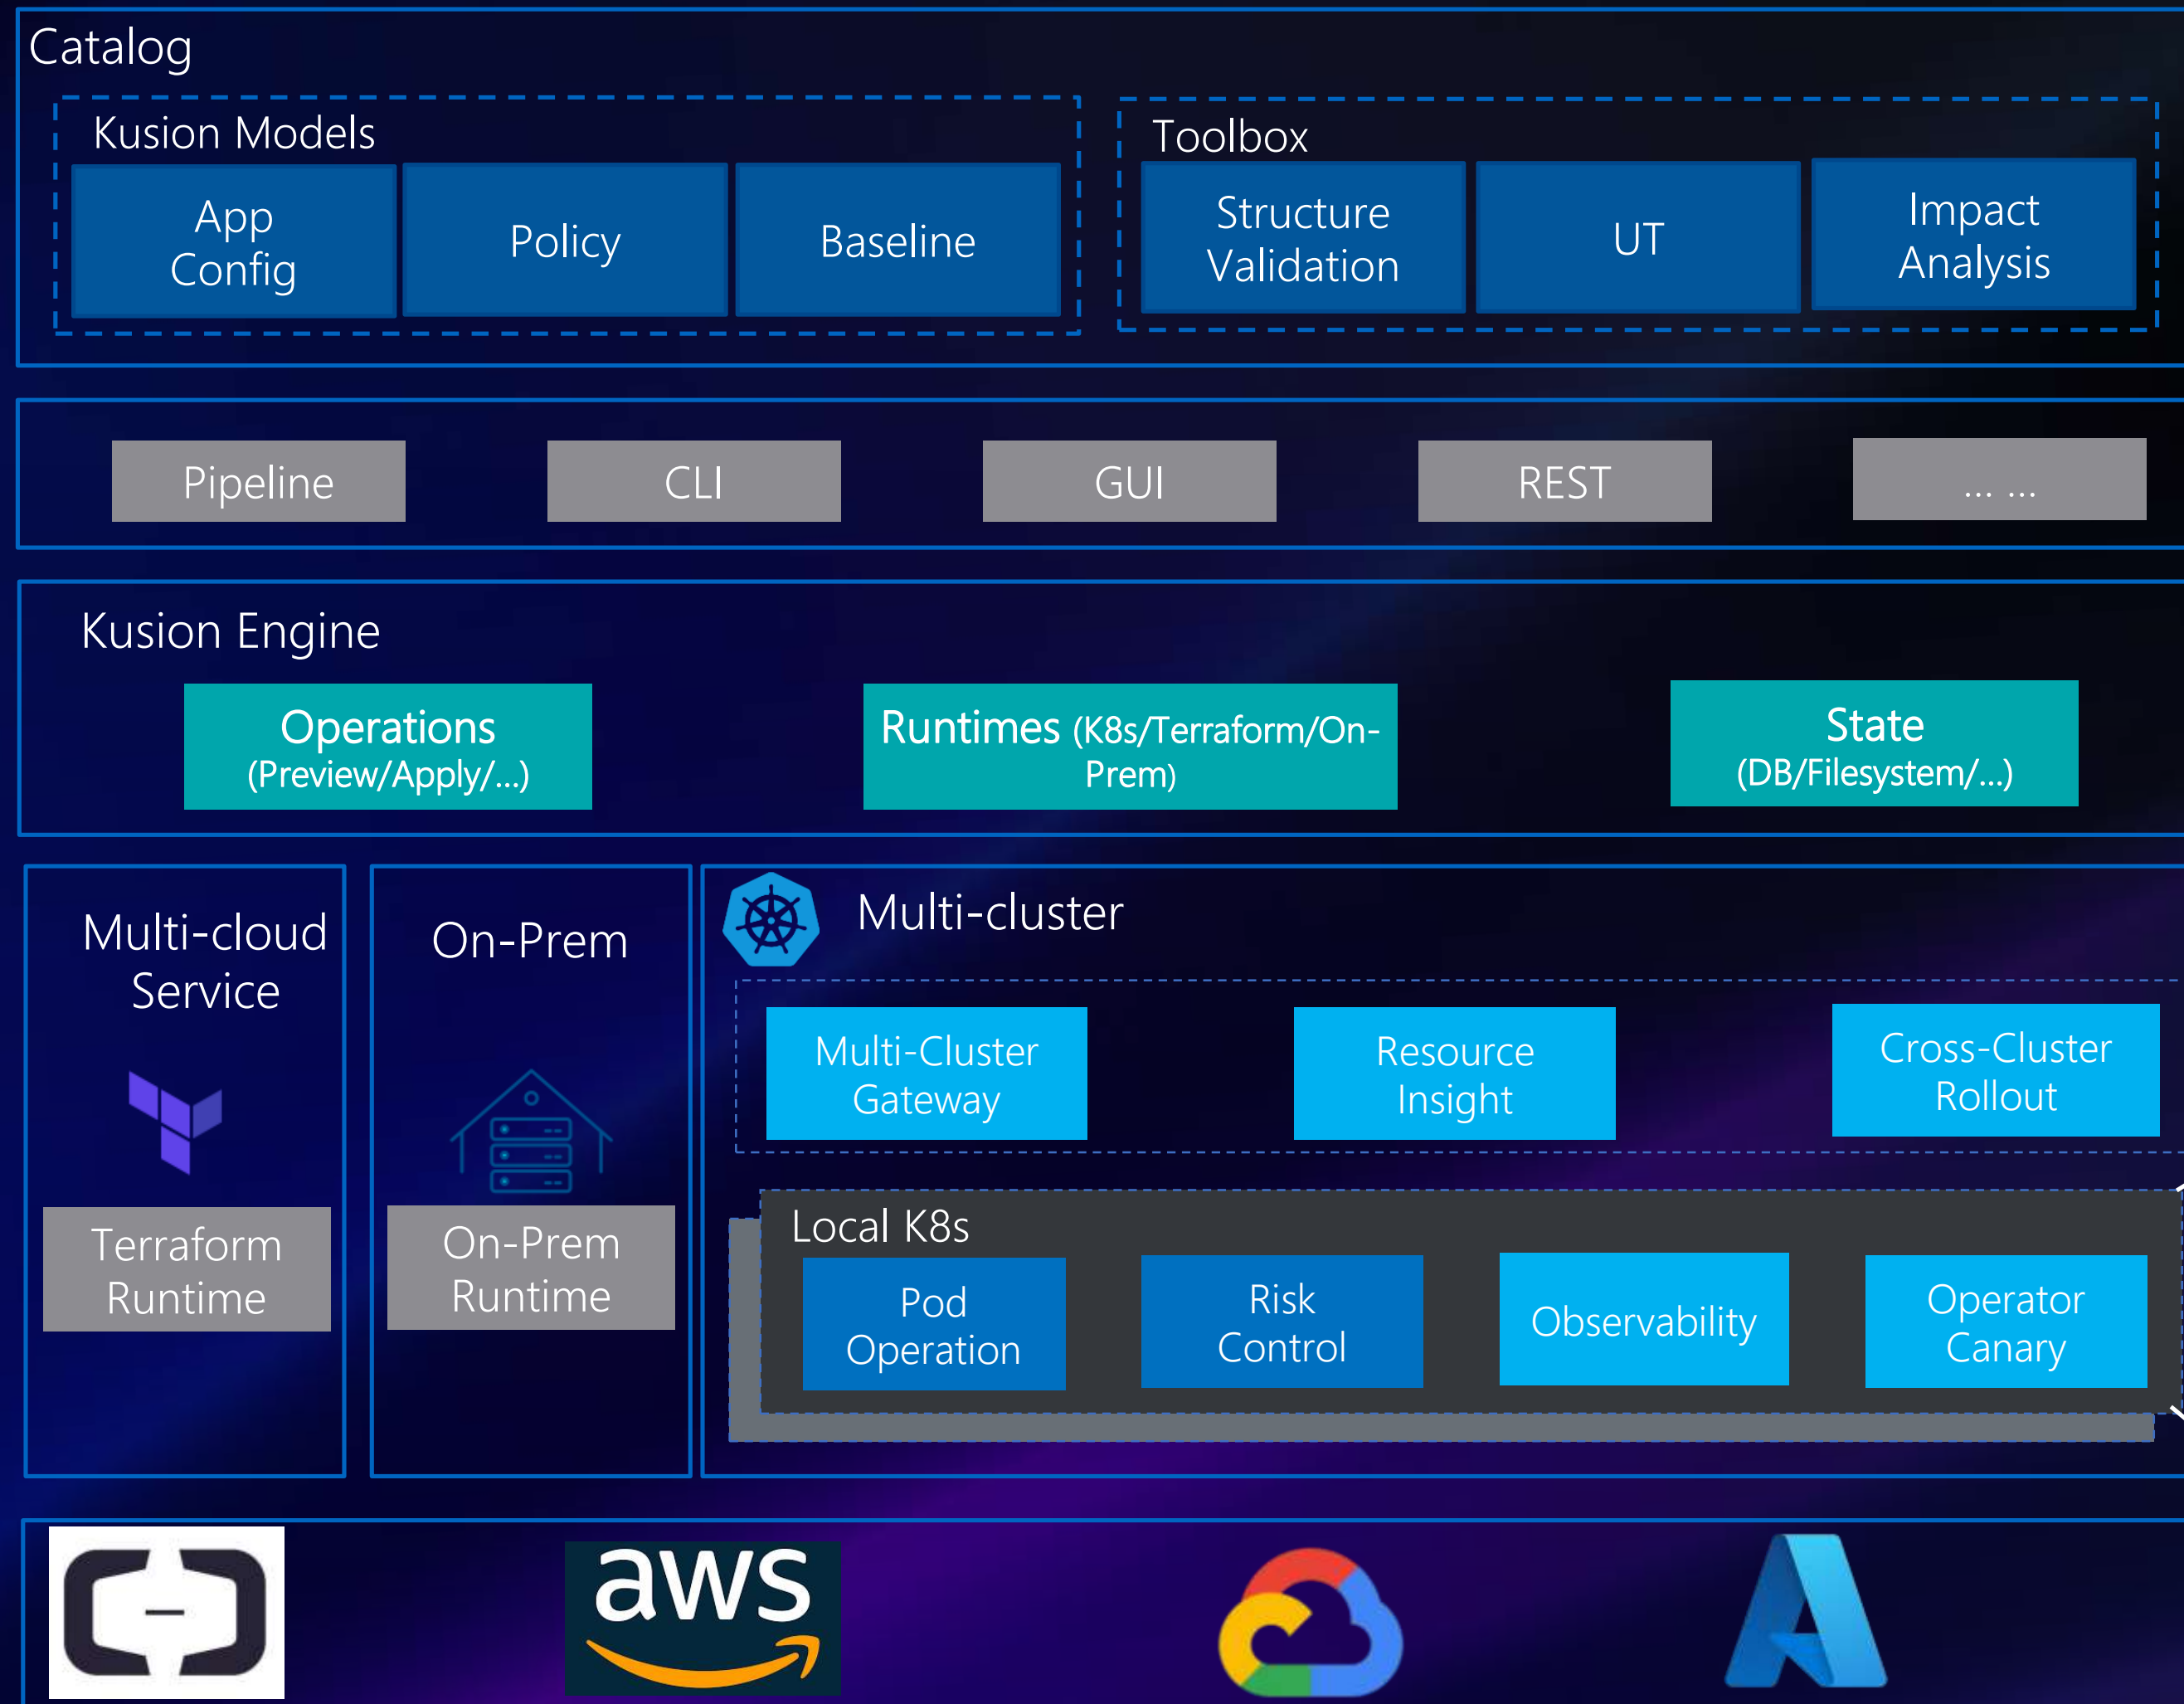 Catalog
Kusion Models
App
Config
Policy
Baseline
Toolbox
Structure
Validation
UT
Impact
Analysis
Pipeline
CLI
GUI
REST
... ...
Kusion Engine
Operations
(Preview/Apply/...)
Runtimes (K8s/Terraform/On-
Prem)
State
(DB/Filesystem/...)
Multi-cloud
Service
Terraform
Runtime
On-Prem
On-Prem
Runtime
Multi-cluster
Multi-Cluster
Gateway
Resource
Insight
Cross-Cluster
Rollout
Local K8s
Pod
Operation
Risk
Control
Observability
Operator
Canary
aws